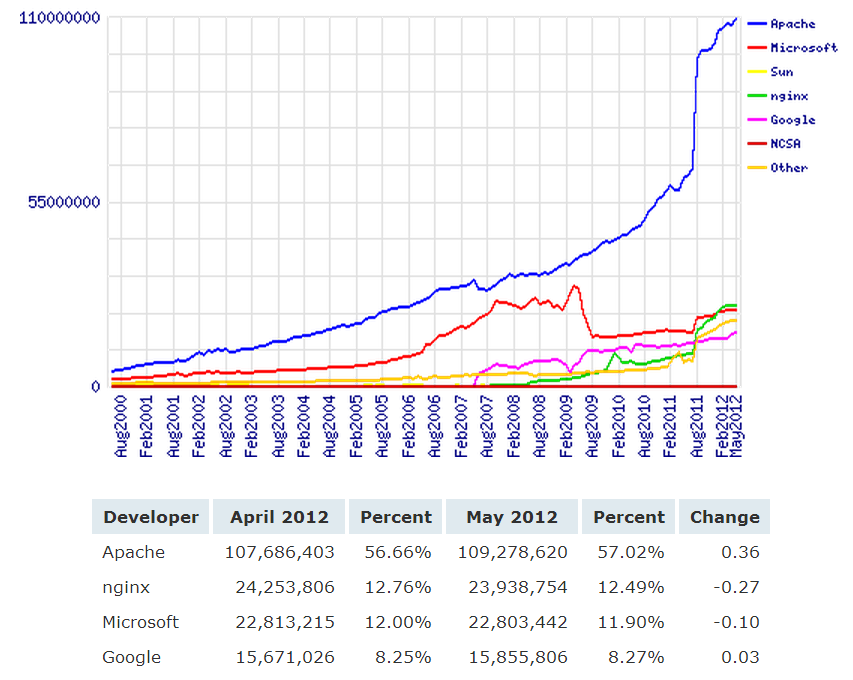 110000000
55000000
0
Apache
Microsoft
Sun
nginx
Google
NCSA
Other
Aug2000
Feb2001
Aug2001
Feb2002
Aug2002
Feb2003
Aug2003
Feb2004
Aug2004
Feb2005
Aug2005
Feb2006
Aug2006
Feb2007
Aug2007
Feb2008
Aug2008
Feb2009
Aug2009
Feb2010
Aug2010
Feb2011
Aug2011
Feb2012
May2012
Developer April 2012 Percent May 2012 Percent Change
Apache 107,686,403 56.66% 109,278,620 57.02% 0.36
nginx 24,253,806 12.76% 23,938,754 12.49% -0.27
Microsoft 22,813,215 12.00% 22,803,442 11.90% -0.10
Google 15,671,026 8.25% 15,855,806 8.27% 0.03